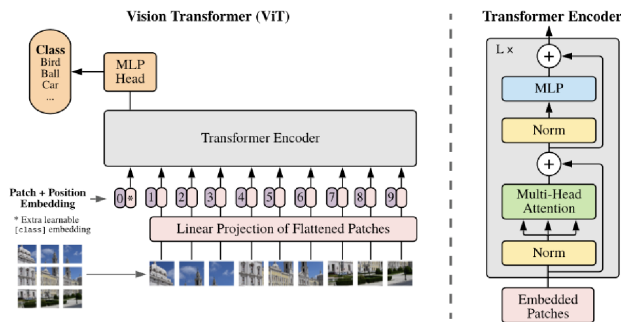 Vision Transformer (ViT)
Class
Bird
Ball
Car
...
MLP
Head
Transformer Encoder
Patch + Position
Embedding
0 * 1 2 3 4 5 6 7 8 9
* Extra learnable
[class] embedding
Linear Projection of Flattened Patches
Transformer Encoder
L ×
+
MLP
Norm
+
Multi-Head
Attention
Norm
Embedded
Patches